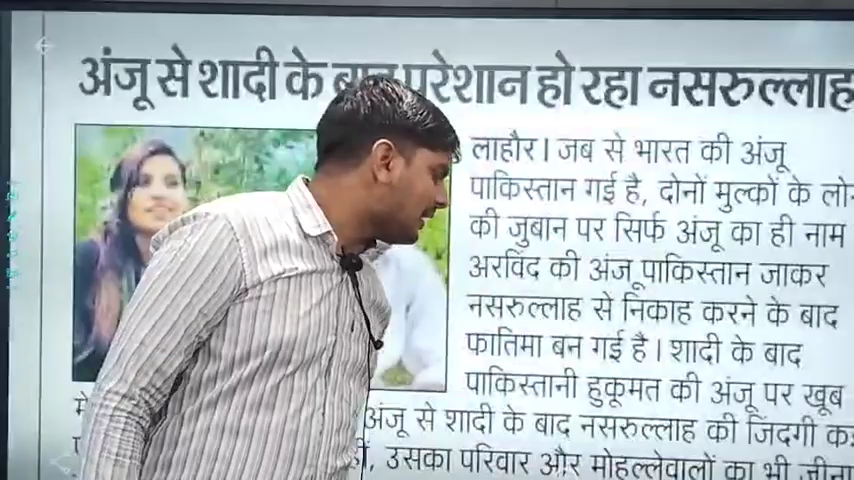 अंजू से शादी के बाद परेशान हो रहा नसरुल्लाह
लाहौर। जब से भारत की अंजू
पाकिस्तान गई है, दोनों मुल्कों के
की जुबान पर सिर्फ अंजू का ही नाम
अरविंद की अंजू पाकिस्तान जाकर
नसरुल्लाह से निकाह करने के बाद
फातिमा बन गई है। शादी के बाद
पाकिस्तानी हुकूमत की अंजू पर खूब
अंजू से शादी के बाद नसरुल्लाह की जिंदगी
उसका परिवार और मोहल्लेवालों का भी जीना